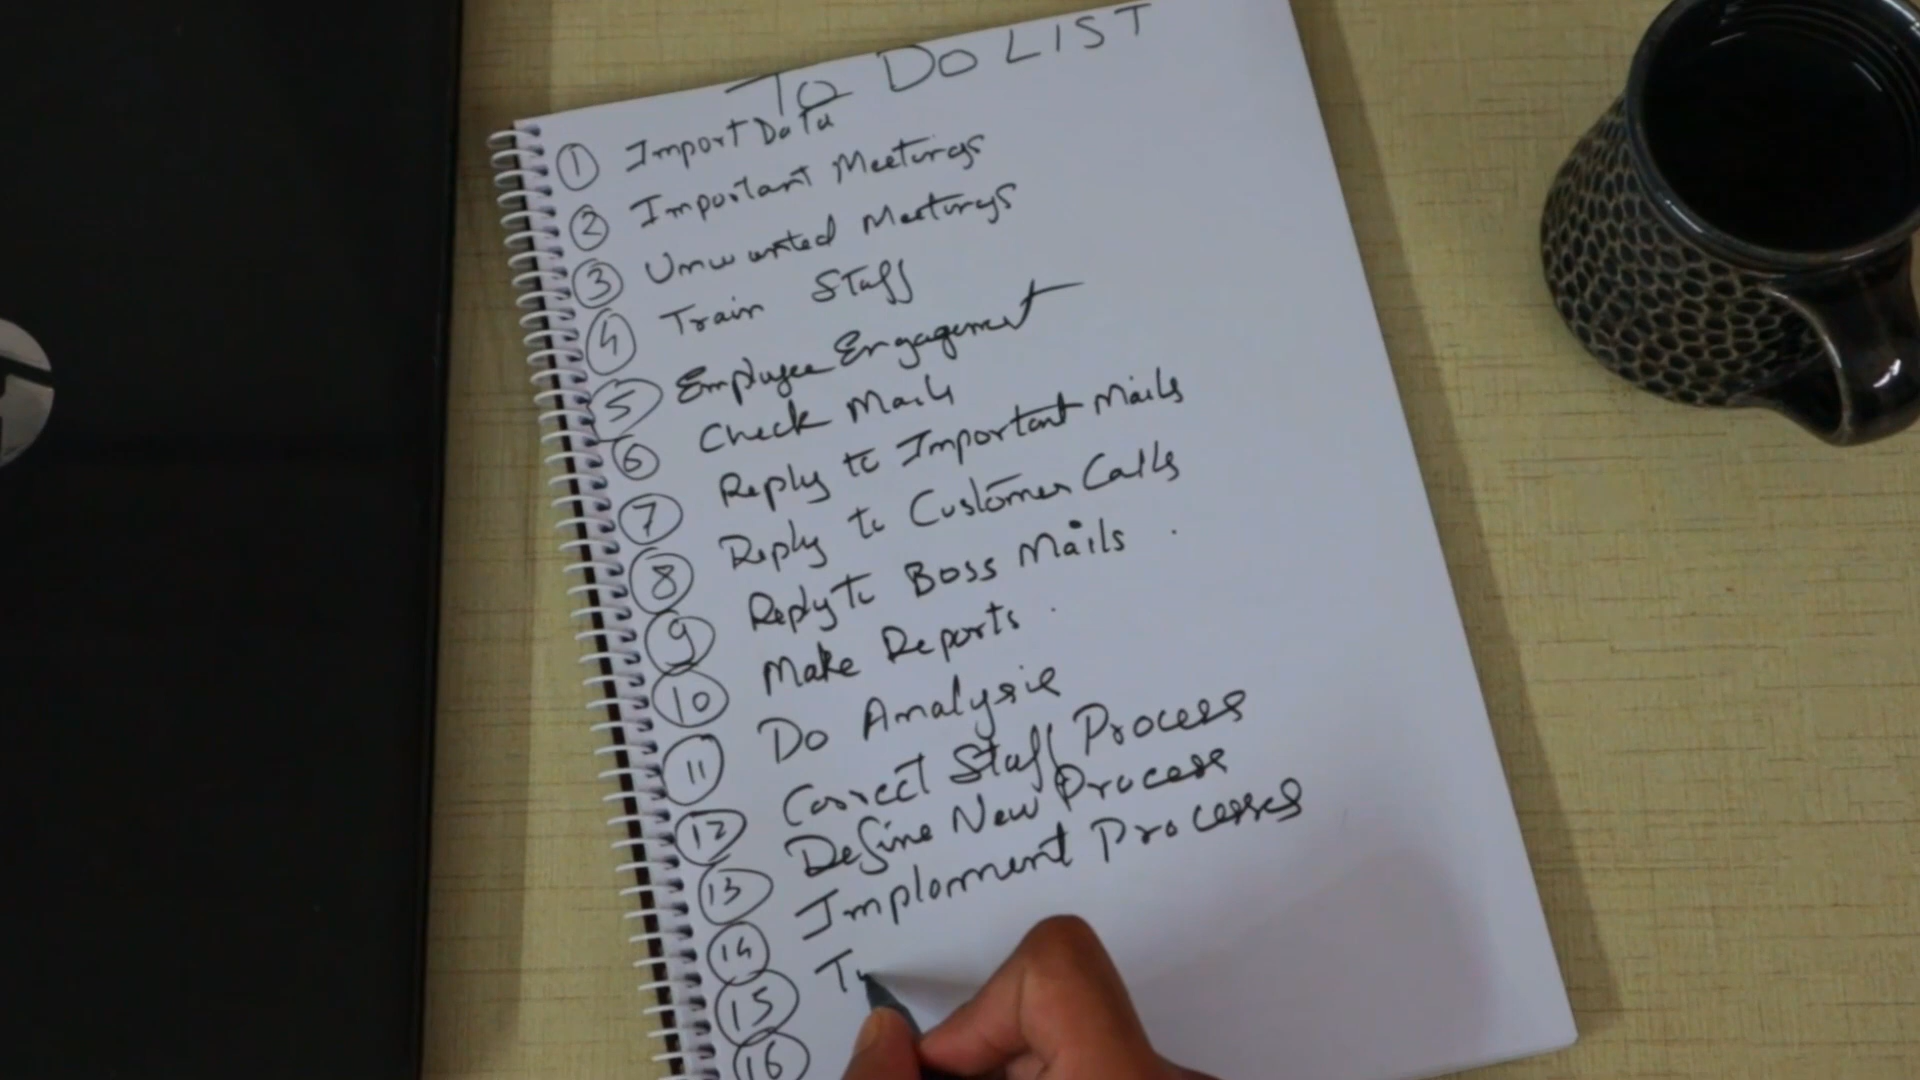 TO DO LIST
1 Import Data
2 Important Meetings
3 Unwanted Meetings
4 Train Staff
5 Employee Engagement
6 Check Mails
7 Reply to Important Mails
8 Reply to Customer Calls
9 Reply to Boss Mails
10 Make Reports
11 Do Analysis
12 Correct Staff Process
13 Define New Process
14 Implement Processes
15
16